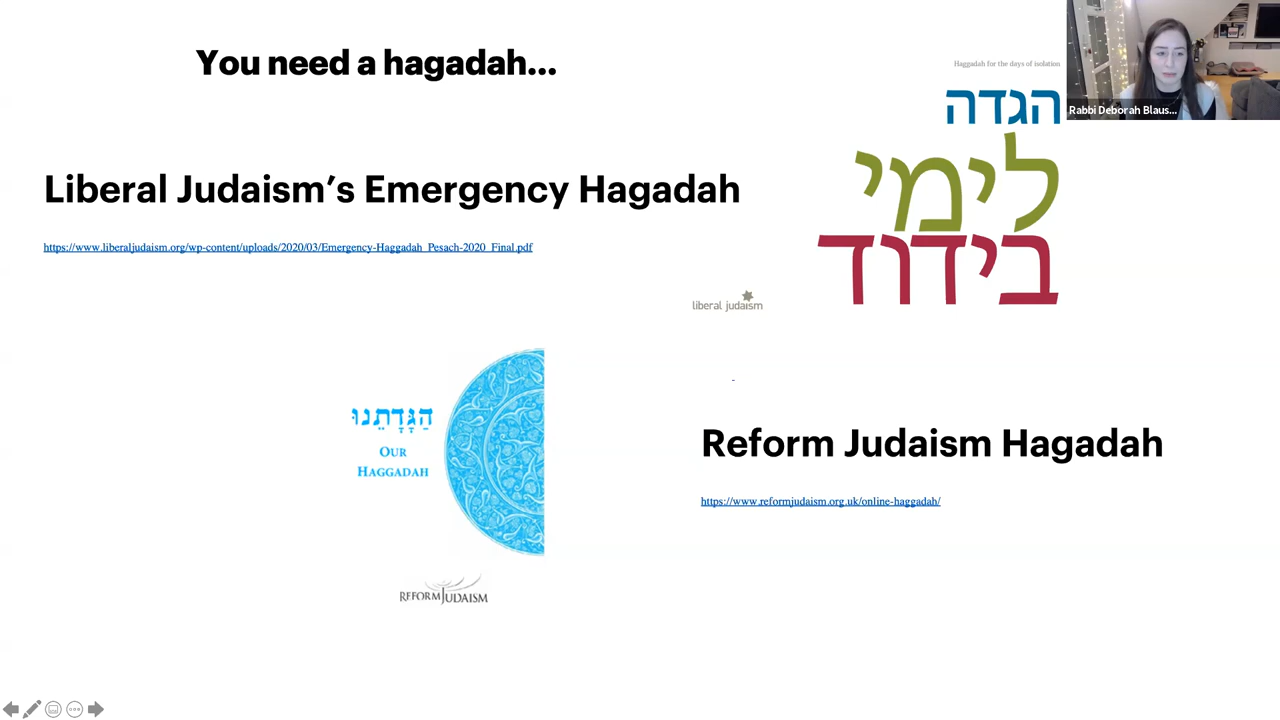 You need a hagadah...
Haggadah for the days of isolation
הגדה
לימי
בידוד
Rabbi Deborah Blaus...
Liberal Judaism’s Emergency Hagadah
https://www.liberaljudaism.org/wp-content/uploads/2020/03/Emergency-Haggadah_Pesach-2020_Final.pdf
liberal judaism
הַגָּדָתֵנוּ
OUR
HAGGADAH
REFORM JUDAISM
Reform Judaism Hagadah
https://www.reformjudaism.org.uk/online-haggadah/